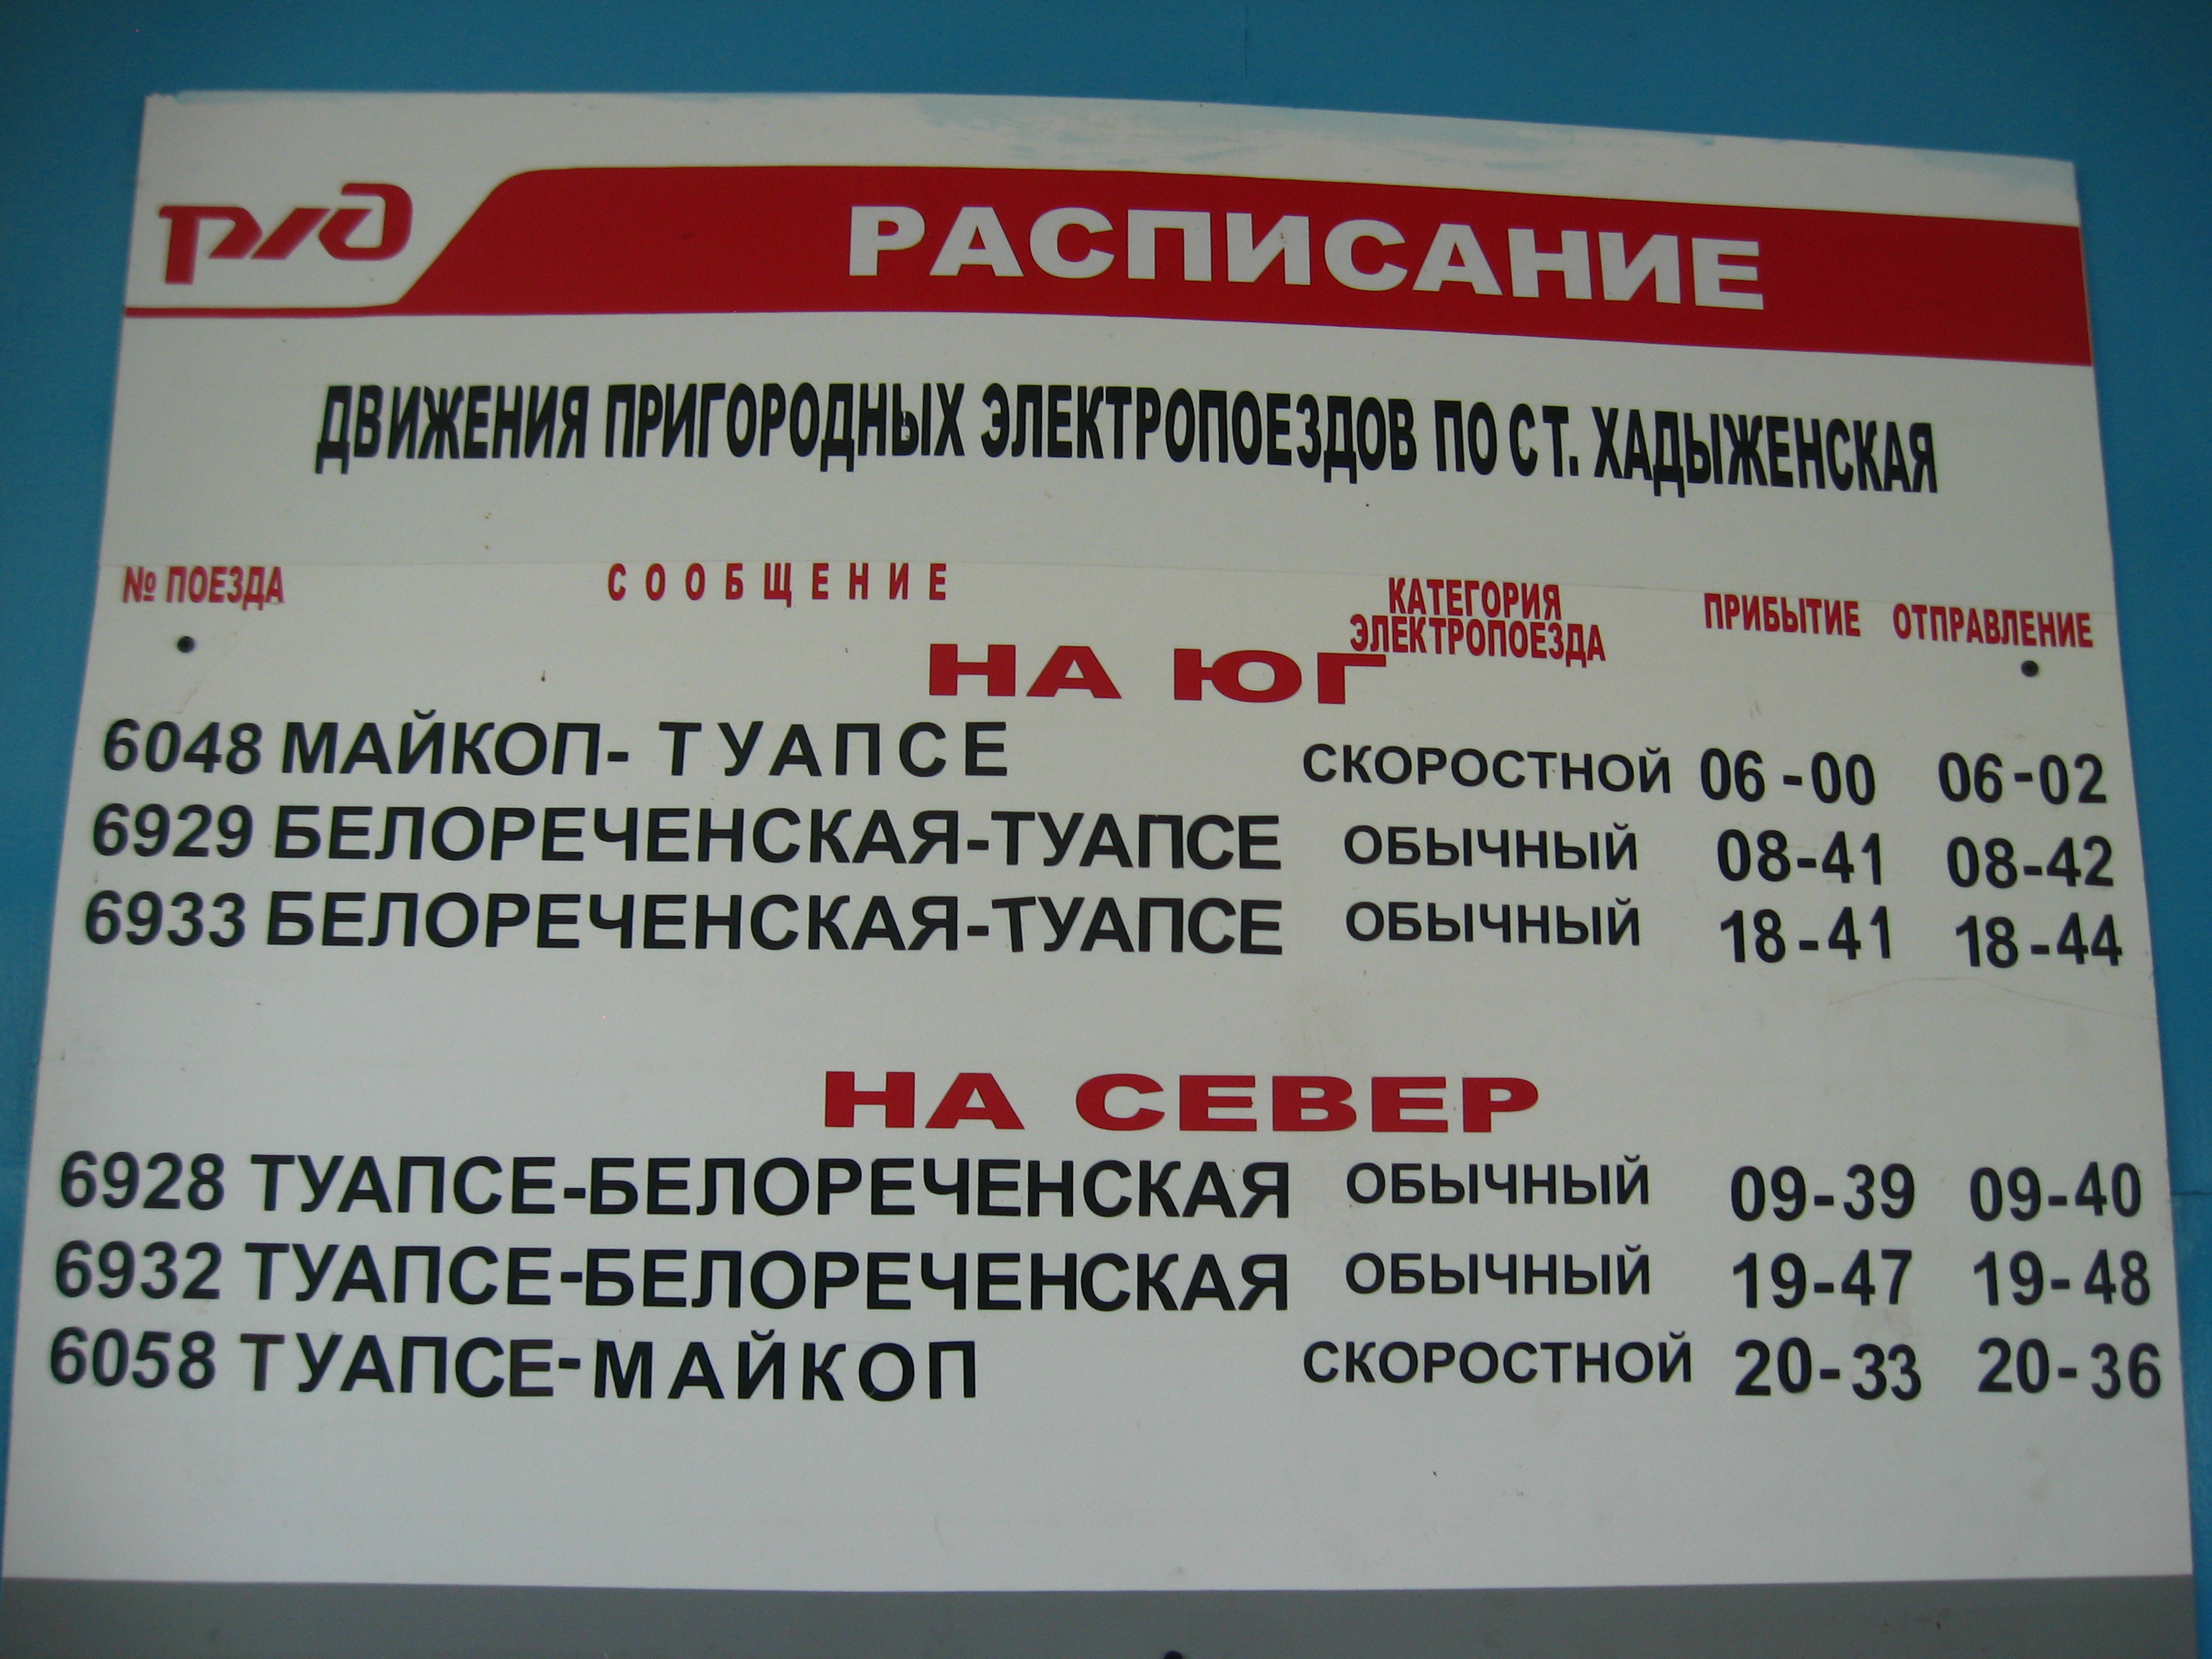 РЖД РАСПИСАНИЕ
ДВИЖЕНИЯ ПРИГОРОДНЫХ ЭЛЕКТРОПОЕЗДОВ ПО СТ. ХАДЫЖЕНСКАЯ
№ ПОЕЗДА СООБЩЕНИЕ КАТЕГОРИЯ ЭЛЕКТРОПОЕЗДА ПРИБЫТИЕ ОТПРАВЛЕНИЕ
НА ЮГ
6048 МАЙКОП- ТУАПСЕ СКОРОСТНОЙ 06-00 06-02
6929 БЕЛОРЕЧЕНСКАЯ-ТУАПСЕ ОБЫЧНЫЙ 08-41 08-42
6933 БЕЛОРЕЧЕНСКАЯ-ТУАПСЕ ОБЫЧНЫЙ 18-41 18-44
НА СЕВЕР
6928 ТУАПСЕ-БЕЛОРЕЧЕНСКАЯ ОБЫЧНЫЙ 09-39 09-40
6932 ТУАПСЕ-БЕЛОРЕЧЕНСКАЯ ОБЫЧНЫЙ 19-47 19-48
6058 ТУАПСЕ-МАЙКОП СКОРОСТНОЙ 20-33 20-36